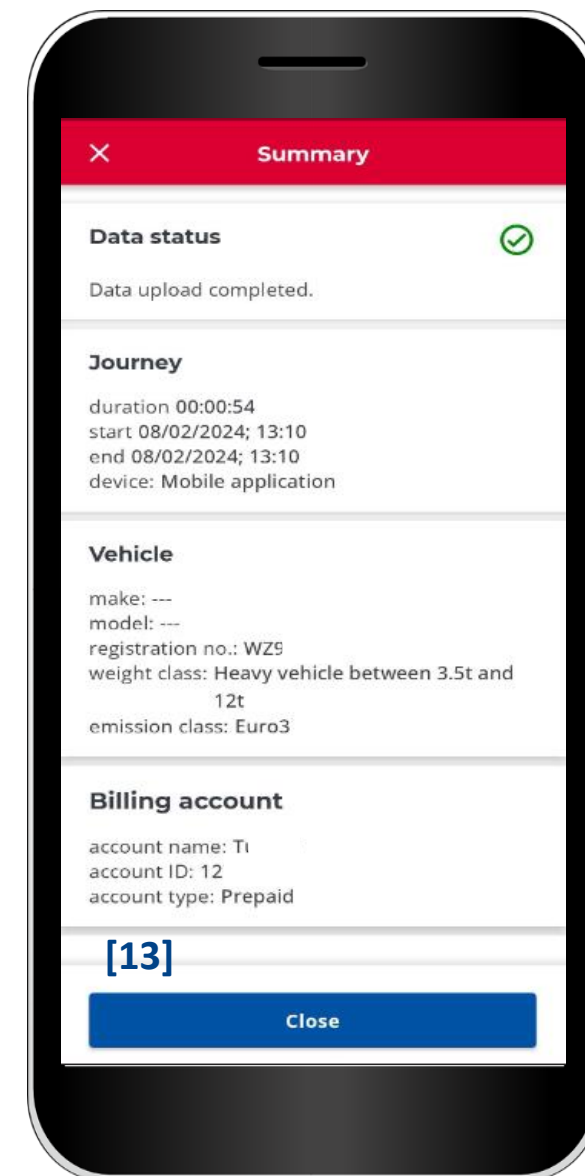 Summary
Data status
Data upload completed.
Journey
duration 00:00:54
start 08/02/2024; 13:10
end 08/02/2024; 13:10
device: Mobile application
Vehicle
make: ---
model: ---
registration no.: WZ9
weight class: Heavy vehicle between 3.5t and
12t
emission class: Euro3
Billing account
account name:
account ID: 12
account type: Prepaid
[13]
Close